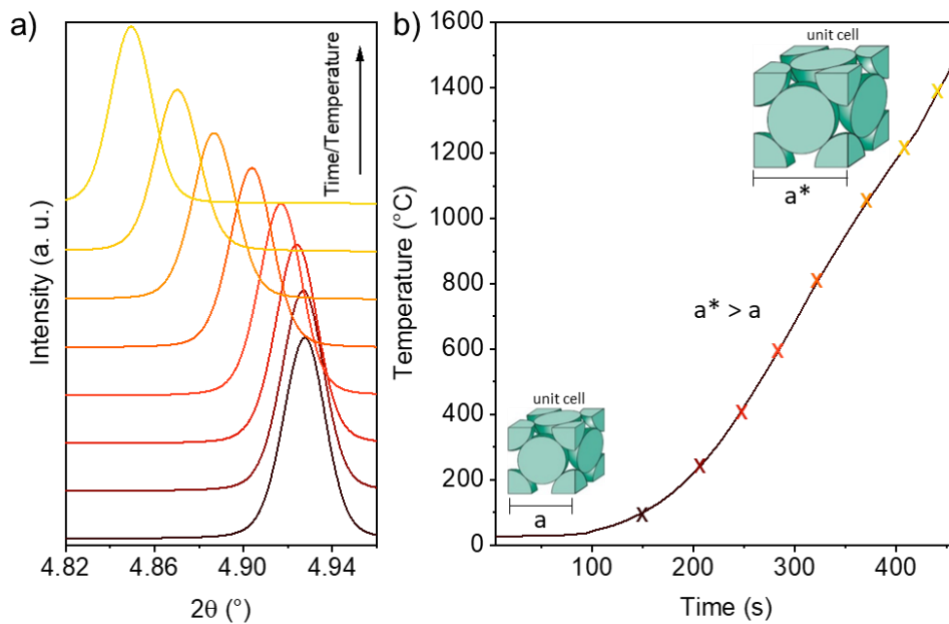 a)
Intensity (a. u.)
Time/Temperature
4.82
4.86
4.90
4.94
2θ (°)
b)
Temperature (°C)
1600
1400
1200
1000
800
600
400
200
0
unit cell
a*
a* > a
unit cell
a
100
200
300
400
Time (s)